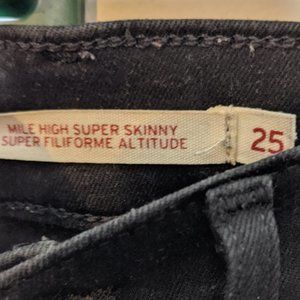 MILE HIGH SUPER SKINNY
SUPER FILIFORME ALTITUDE
25